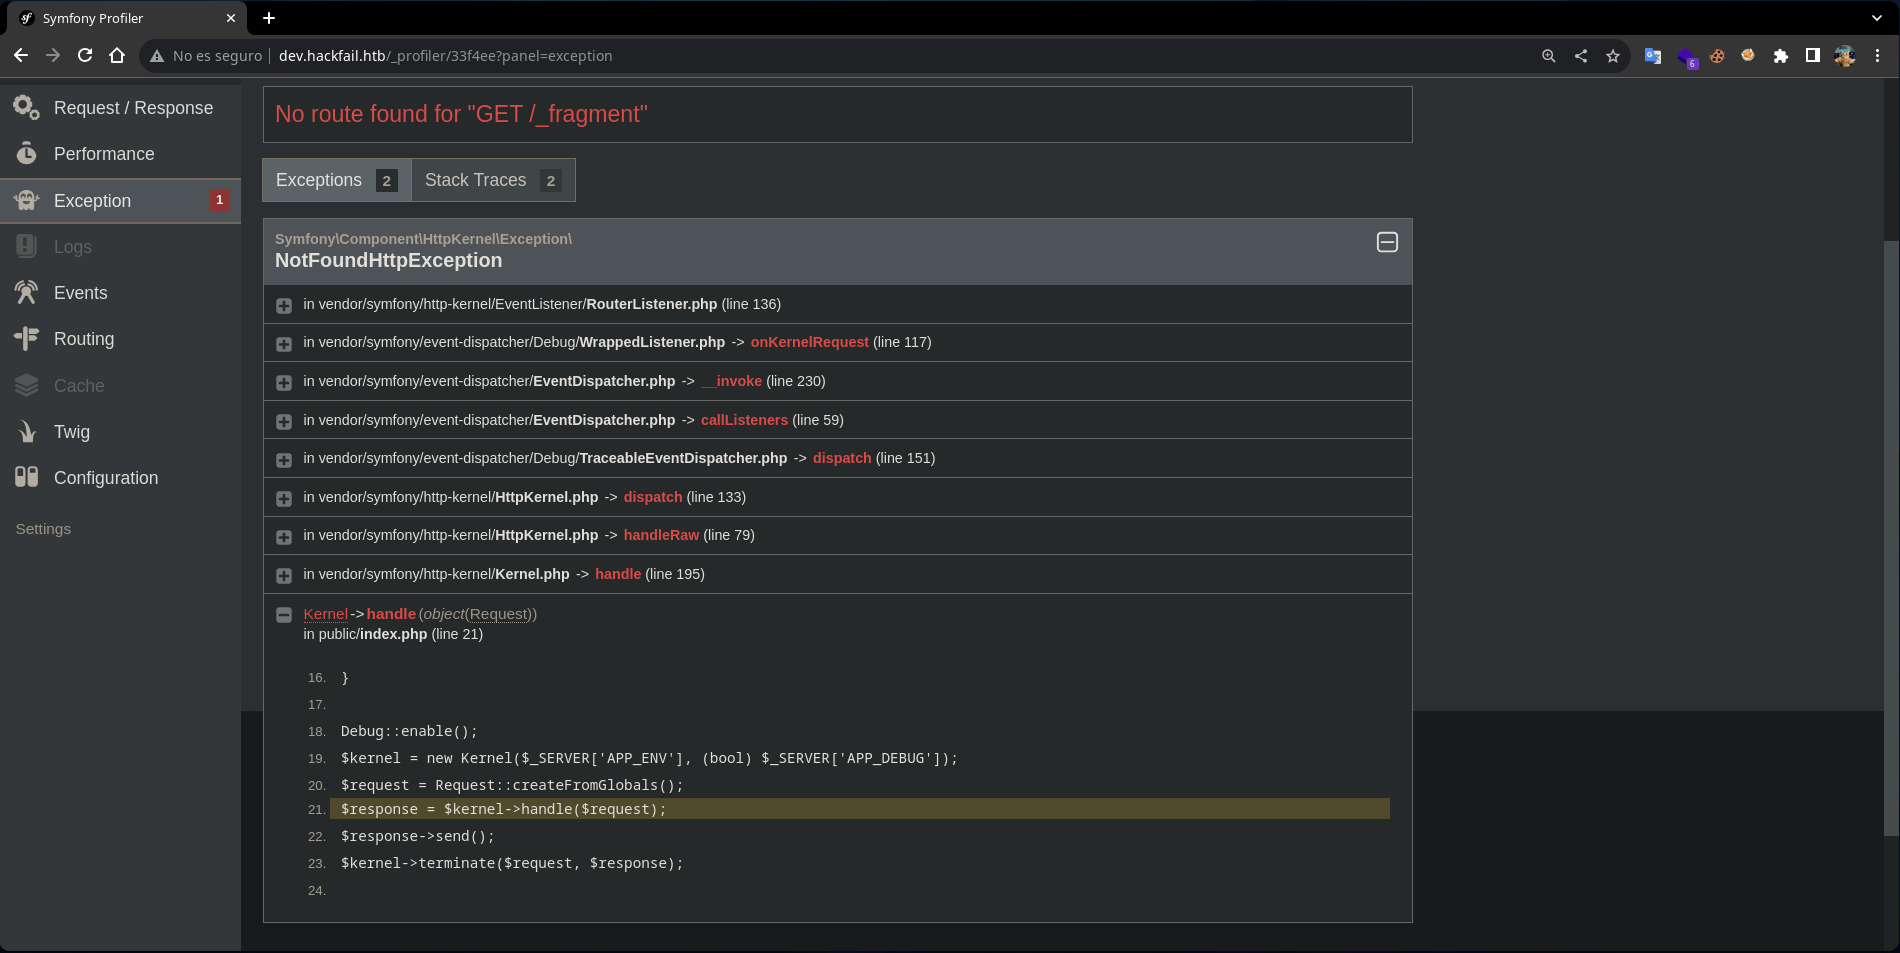 Symfony Profiler
No es seguro dev.hackfail.htb/_profiler/33f4ee?panel=exception
6
Request / Response
Performance
Exception 1
Logs
Events
Routing
Cache
Twig
Configuration
Settings
No route found for "GET /_fragment"
Exceptions 2 Stack Traces 2
Symfony\Component\HttpKernel\Exception\
NotFoundHttpException
in vendor/symfony/http-kernel/EventListener/RouterListener.php (line 136)
in vendor/symfony/event-dispatcher/Debug/WrappedListener.php -> onKernelRequest (line 117)
in vendor/symfony/event-dispatcher/EventDispatcher.php -> __invoke (line 230)
in vendor/symfony/event-dispatcher/EventDispatcher.php -> callListeners (line 59)
in vendor/symfony/event-dispatcher/Debug/TraceableEventDispatcher.php -> dispatch (line 151)
in vendor/symfony/http-kernel/HttpKernel.php -> dispatch (line 133)
in vendor/symfony/http-kernel/HttpKernel.php -> handleRaw (line 79)
in vendor/symfony/http-kernel/Kernel.php -> handle (line 195)
Kernel->handle(object(Request))
in public/index.php (line 21)
16. }
17.
18. Debug::enable();
19. $kernel = new Kernel($_SERVER['APP_ENV'], (bool) $_SERVER['APP_DEBUG']);
20. $request = Request::createFromGlobals();
21. $response = $kernel->handle($request);
22. $response->send();
23. $kernel->terminate($request, $response);
24.